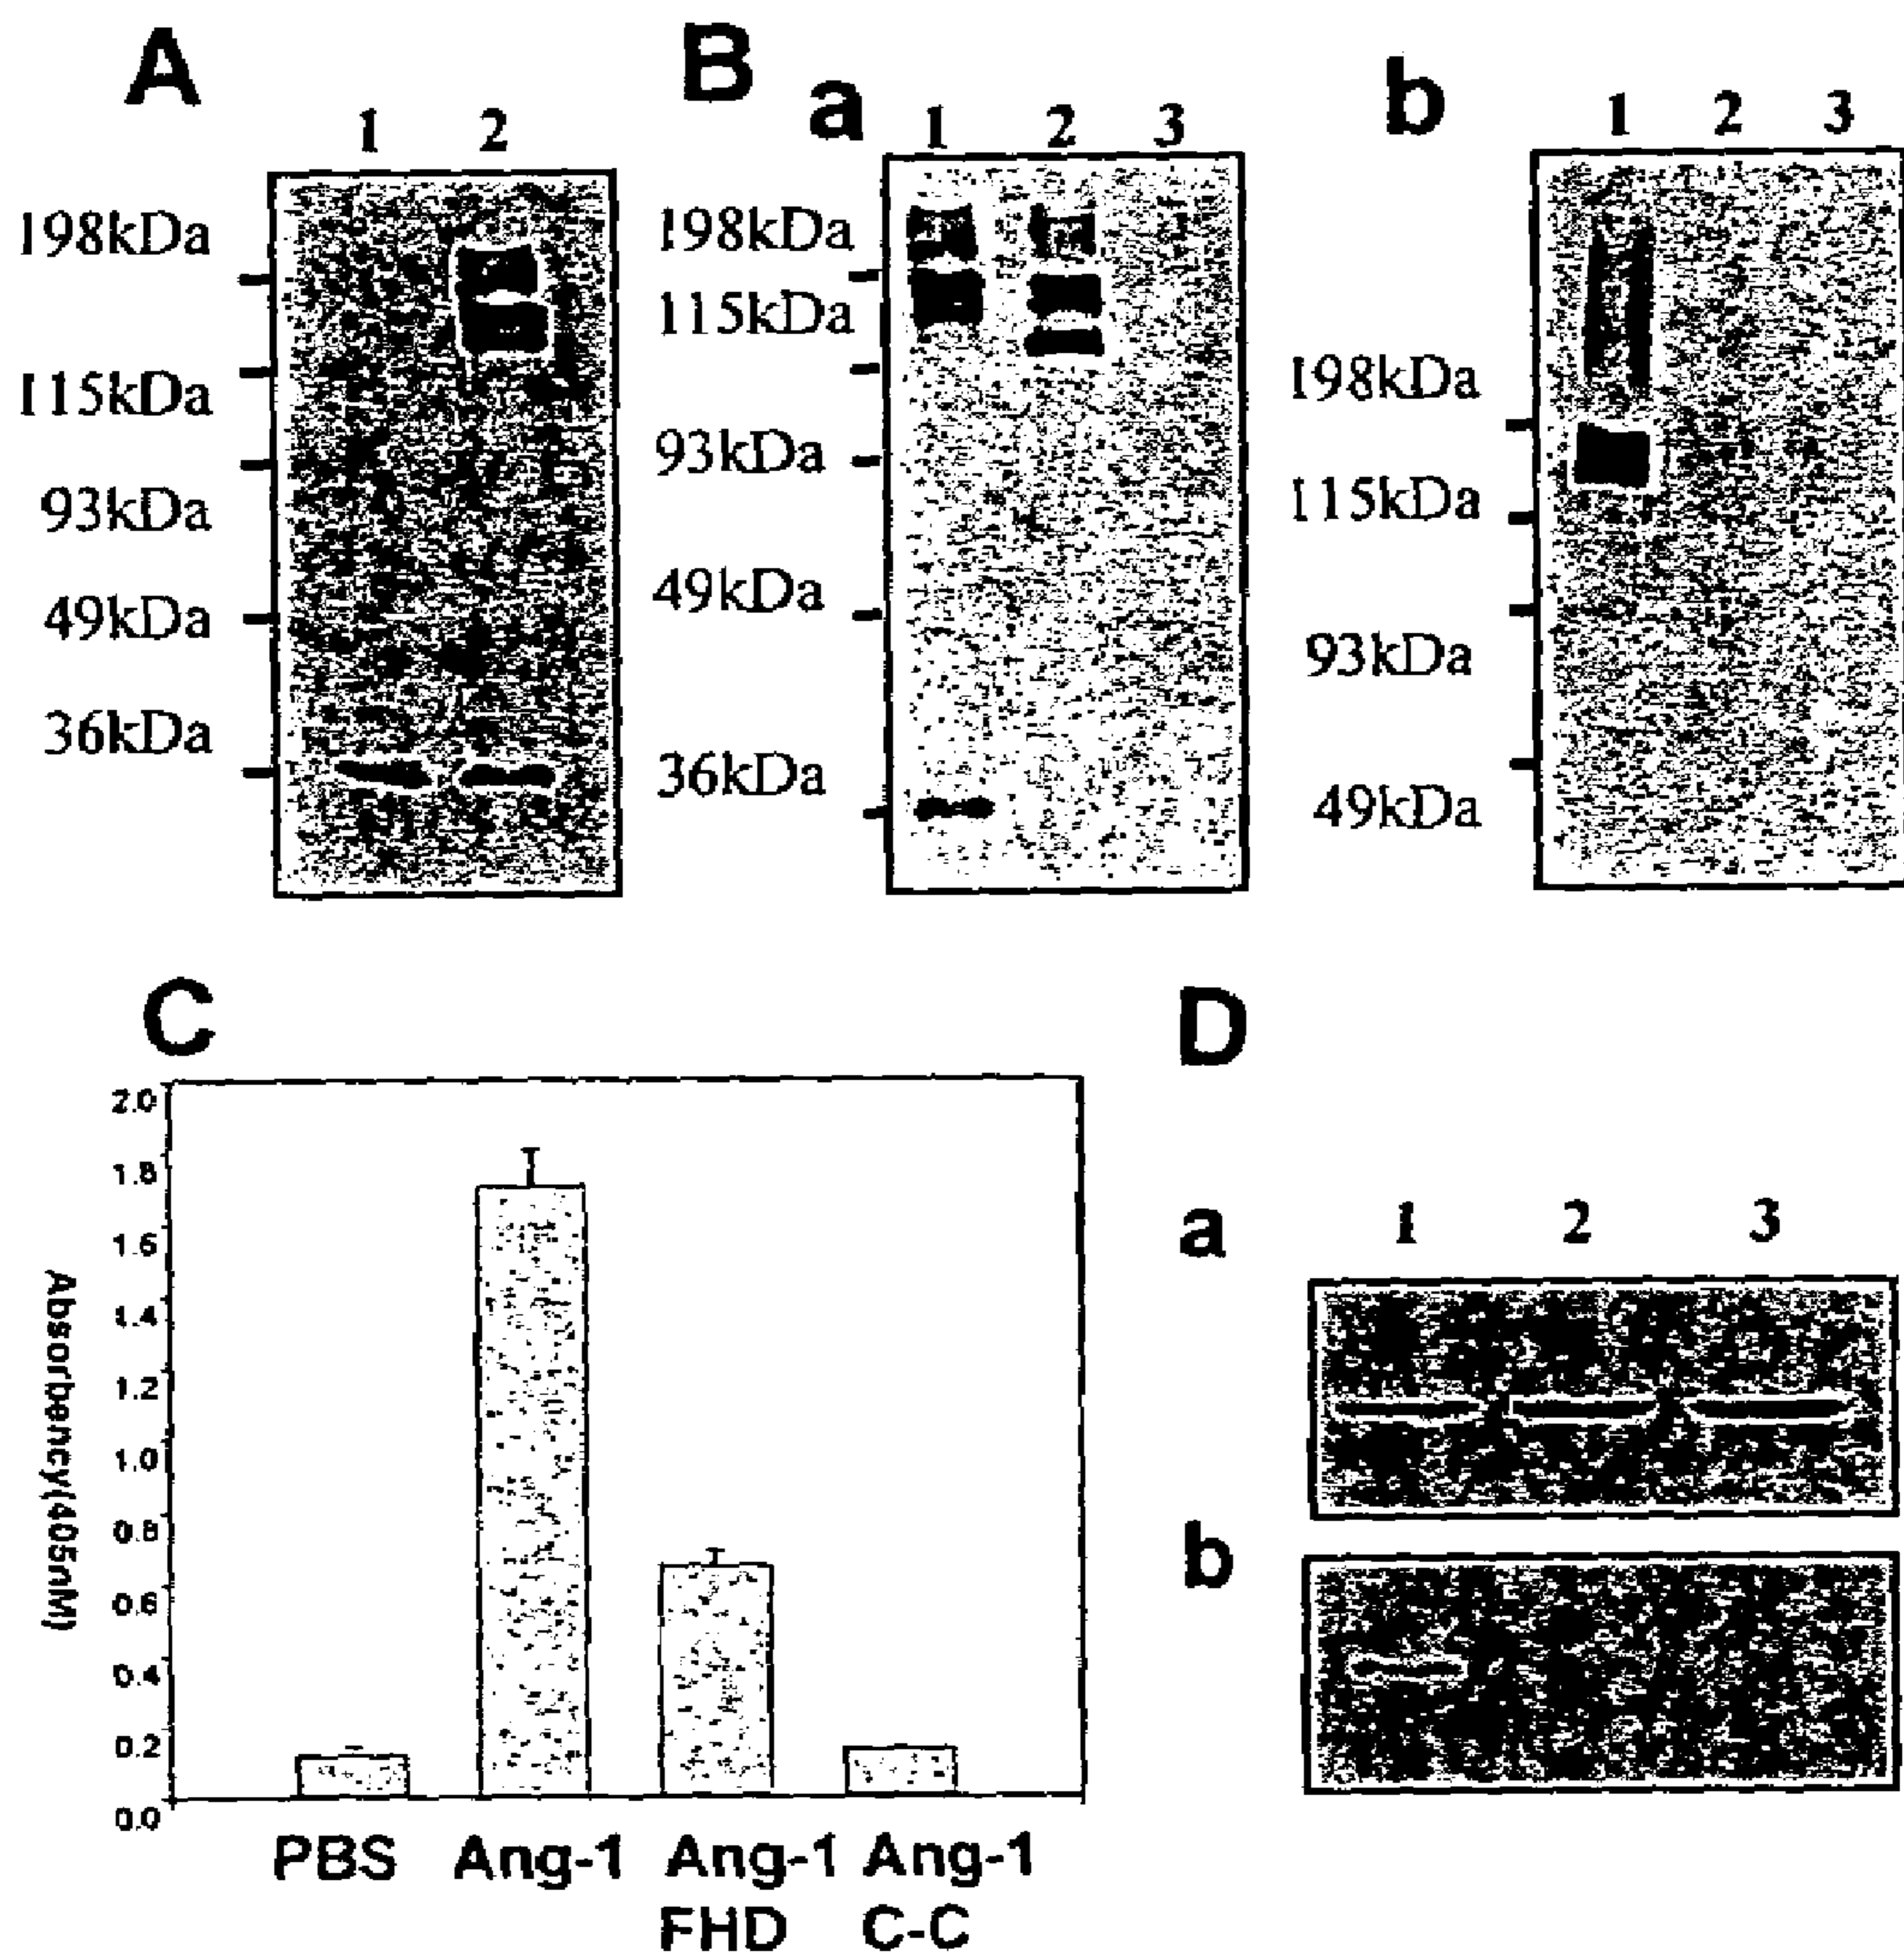 A
1 2
198kDa
115kDa
93kDa
49kDa
36kDa
B
a
1 2 3
198kDa
115kDa
93kDa
49kDa
36kDa
b
1 2 3
198kDa
115kDa
93kDa
49kDa
C
2.0
1.8
1.6
1.4
1.2
1.0
0.8
0.6
0.4
0.2
0.0
Absorbency(405nM)
PBS Ang-1 Ang-1 Ang-1
FHD C-C
D
a
1 2 3
b